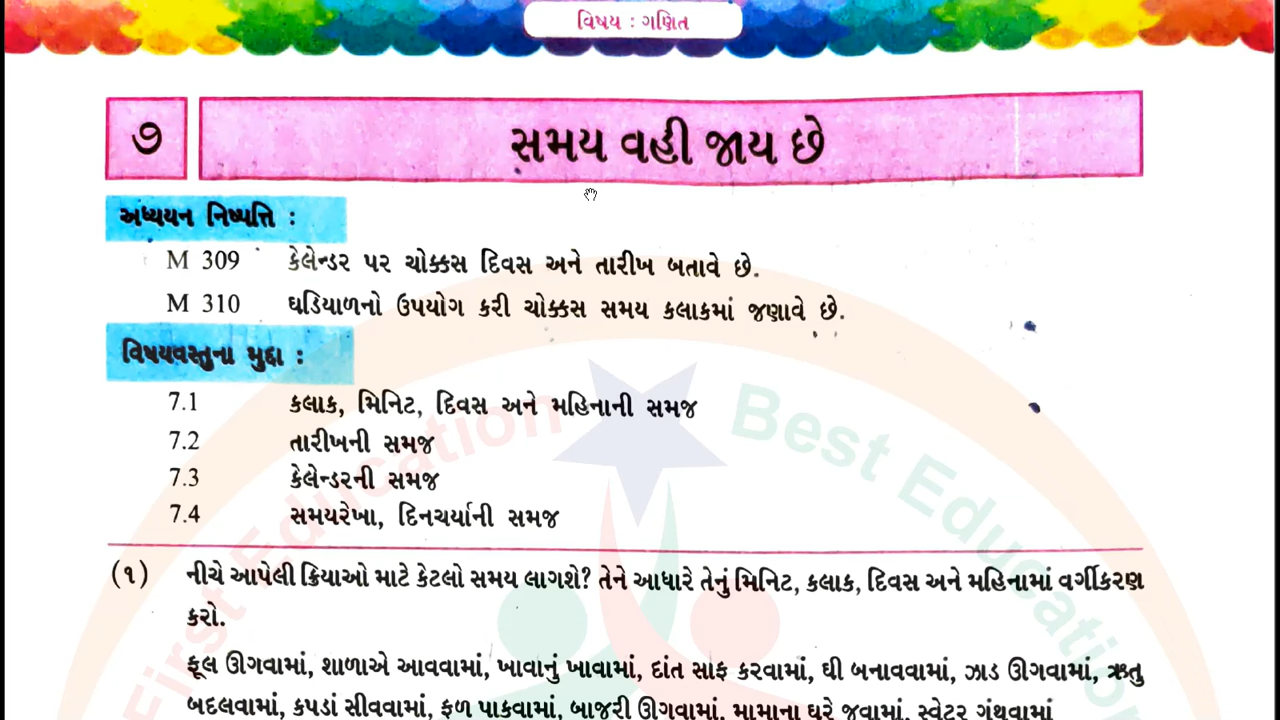 વિષય : ગણિત
૭
સમય વહી જાય છે
અધ્યયન નિષ્પત્તિ :
M 309 કેલેન્ડર પર ચોક્કસ દિવસ અને તારીખ બતાવે છે.
M 310 ઘડિયાળનો ઉપયોગ કરી ચોક્કસ સમય કલાકમાં જણાવે છે.
વિષયવસ્તુના મુદ્દા :
7.1 કલાક, મિનિટ, દિવસ અને મહિનાની સમજ
7.2 તારીખની સમજ
7.3 કેલેન્ડરની સમજ
7.4 સમયરેખા, દિનચર્યાની સમજ
(૧) નીચે આપેલી ક્રિયાઓ માટે કેટલો સમય લાગશે? તેને આધારે તેનું મિનિટ, કલાક, દિવસ અને મહિનામાં વર્ગીકરણ
કરો.
ફૂલ ઊગવામાં, શાળાએ આવવામાં, ખાવાનું ખાવામાં, દાંત સાફ કરવામાં, ઘી બનાવવામાં, ઝાડ ઊગવામાં, ઋતુ
બદલવામાં, કપડાં સીવવામાં, ફળ પાકવામાં, બાજરી ઊગવામાં, મામાના ઘરે જવામાં, સ્વેટર ગૂંથવામાં
First Education Best Education